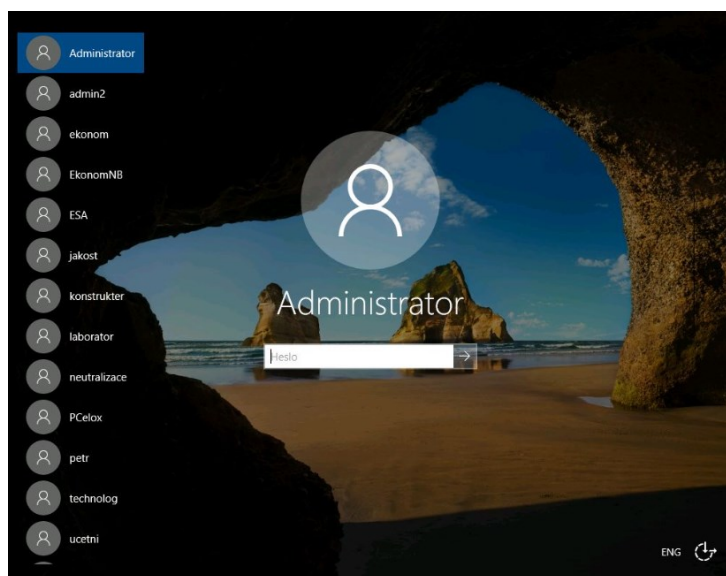 Administrator
admin2
ekonom
EkonomNB
ESA
jakost
konstrukter
laborator
neutralizace
PCelox
petr
technolog
ucetni
Administrator
Heslo
ENG